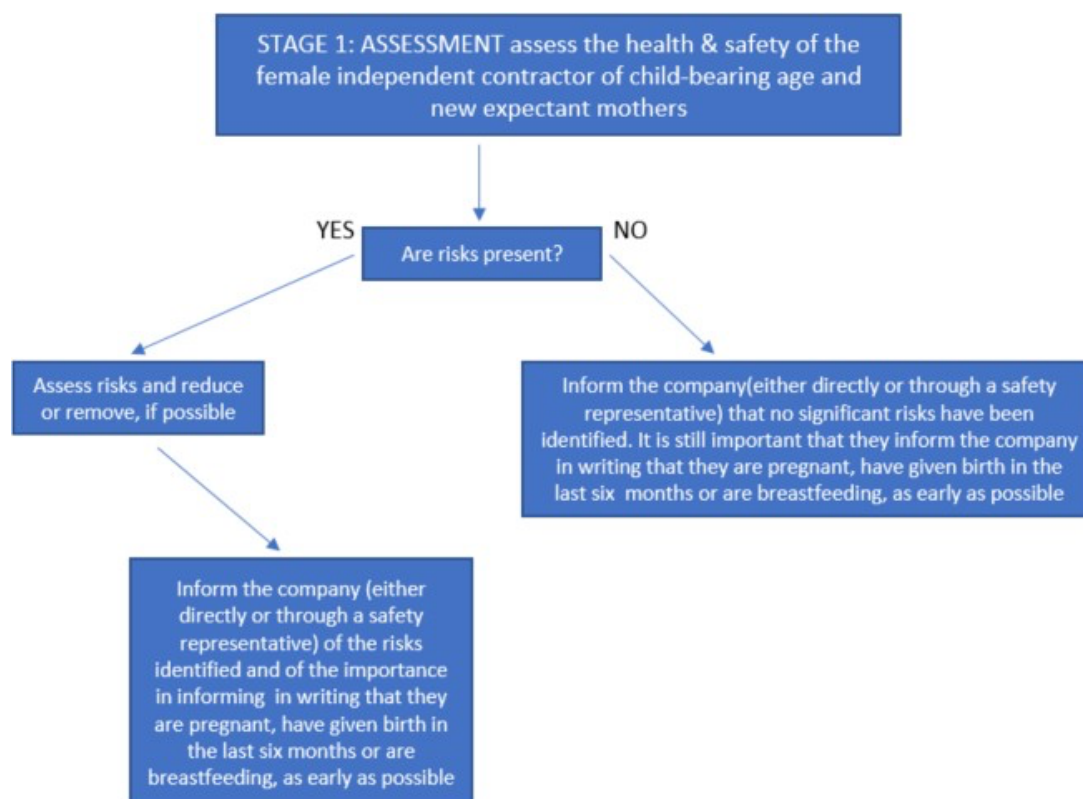 STAGE 1: ASSESSMENT assess the health & safety of the
female independent contractor of child-bearing age and
new expectant mothers
YES
NO
Are risks present?
Assess risks and reduce
or remove, if possible
Inform the company(either directly or through a safety
representative) that no significant risks have been
identified. It is still important that they inform the company
in writing that they are pregnant, have given birth in the
last six months or are breastfeeding, as early as possible
Inform the company (either
directly or through a safety
representative) of the risks
identified and of the importance
in informing in writing that they
are pregnant, have given birth in
the last six months or are
breastfeeding, as early as possible